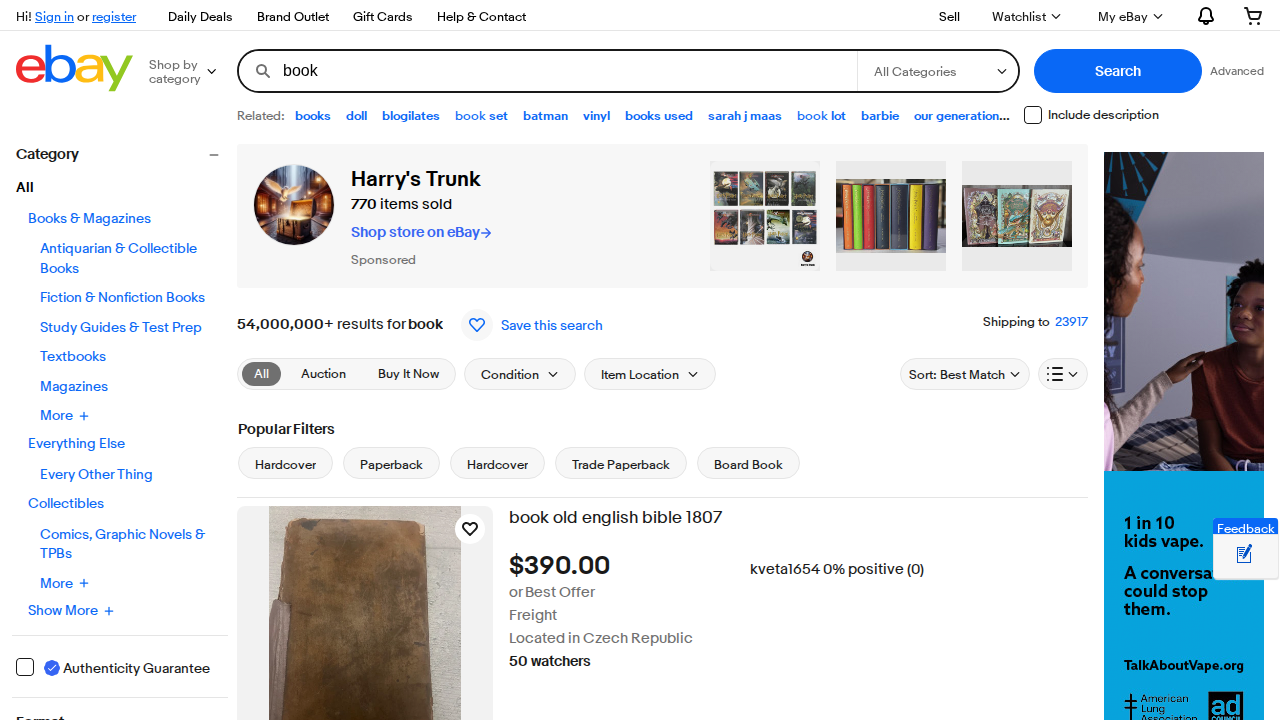 Hi! Sign in or register
Daily Deals
Brand Outlet
Gift Cards
Help & Contact
Sell
Watchlist
My eBay
ebay
Shop by
category
book
All Categories
Search
Advanced
Related: books doll blogilates book set batman vinyl books used sarah j maas book lot barbie our generation...
Include description
Category
All
Books & Magazines
Antiquarian & Collectible
Books
Fiction & Nonfiction Books
Study Guides & Test Prep
Textbooks
Magazines
More
Everything Else
Every Other Thing
Collectibles
Comics, Graphic Novels &
TPBs
More
Show More
Authenticity Guarantee
Format
Harry's Trunk
770 items sold
Shop store on eBay
Sponsored
54,000,000+ results for book
Save this search
Shipping to 23917
All
Auction
Buy It Now
Condition
Item Location
Sort: Best Match
Popular Filters
Hardcover
Paperback
Hardcover
Trade Paperback
Board Book
book old english bible 1807
$390.00
or Best Offer
Freight
Located in Czech Republic
50 watchers
kveta1654 0% positive (0)
1 in 10
kids vape.
A conversa
could stop
them.
TalkAboutVape.org
American
Lung
Association
ad
COUNCIL
Feedback